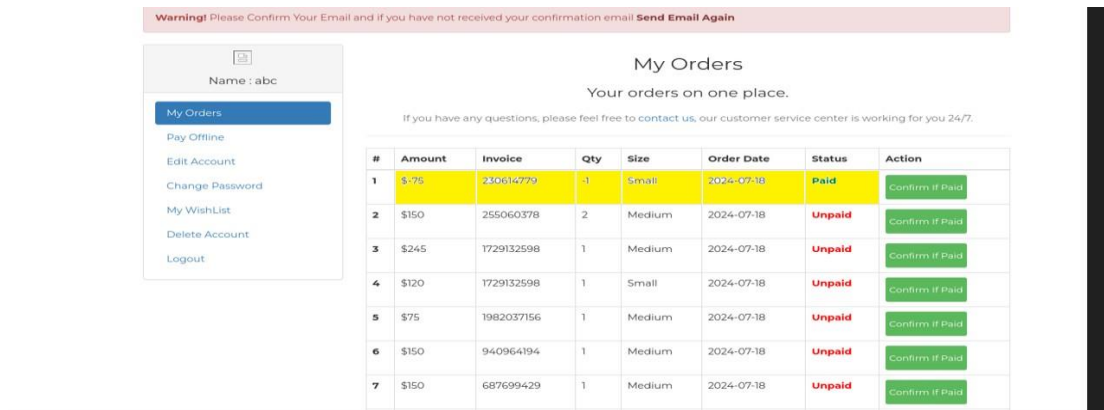 Warning! Please Confirm Your Email and if you have not received your confirmation email Send Email Again
Name : abc
My Orders
Pay Offline
Edit Account
Change Password
My WishList
Delete Account
Logout
My Orders
Your orders on one place.
If you have any questions, please feel free to contact us, our customer service center is working for you 24/7.
# Amount Invoice Qty Size Order Date Status Action
1 $-75 230614779 -1 Small 2024-07-18 Paid Confirm If Paid
2 $150 255060378 2 Medium 2024-07-18 Unpaid Confirm If Paid
3 $245 1729132598 1 Medium 2024-07-18 Unpaid Confirm If Paid
4 $120 1729132598 1 Small 2024-07-18 Unpaid Confirm If Paid
5 $75 1982037156 1 Medium 2024-07-18 Unpaid Confirm If Paid
6 $150 940964194 1 Medium 2024-07-18 Unpaid Confirm If Paid
7 $150 687699429 1 Medium 2024-07-18 Unpaid Confirm If Paid